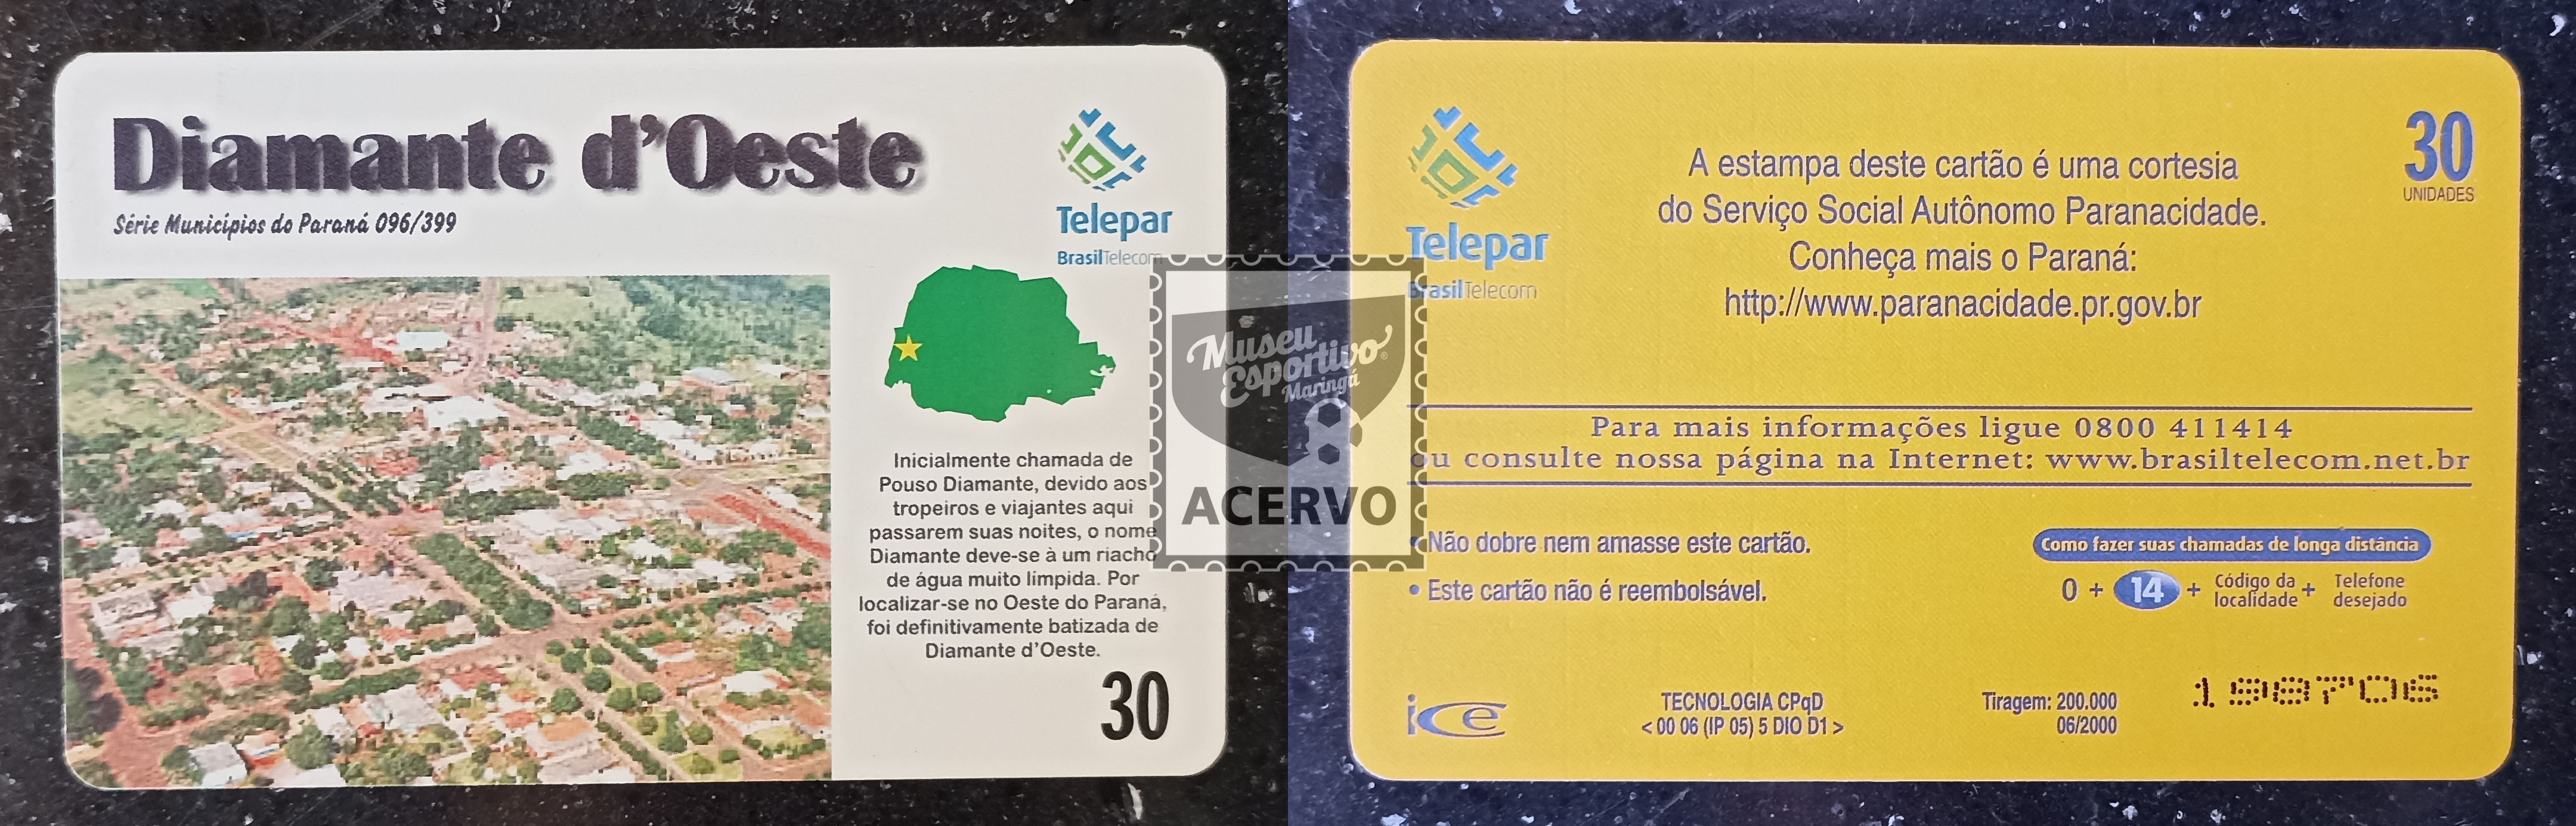 Diamante d'Oeste
Série Municípios do Paraná 096/399
Telepar
BrasilTelecom
Inicialmente chamada de
Pouso Diamante, devido aos
tropeiros e viajantes aqui
passarem suas noites, o nome
Diamante deve-se à um riacho
de água muito límpida. Por
localizar-se no Oeste do Paraná,
foi definitivamente batizada de
Diamante d'Oeste.
30
Museu
Esportivo
Maringá
ACERVO
Telepar
BrasilTelecom
A estampa deste cartão é uma cortesia
do Serviço Social Autônomo Paranacidade.
Conheça mais o Paraná:
http://www.paranacidade.pr.gov.br
30
UNIDADES
Para mais informações ligue 0800 411414
ou consulte nossa página na Internet: www.brasiltelecom.net.br
• Não dobre nem amasse este cartão.
• Este cartão não é reembolsável.
Como fazer suas chamadas de longa distância
0 + 14 + Código da localidade + Telefone desejado
ice
TECNOLOGIA CPqD
< 00 06 (IP 05) 5 DIO D1 >
Tiragem: 200.000
06/2000
198706